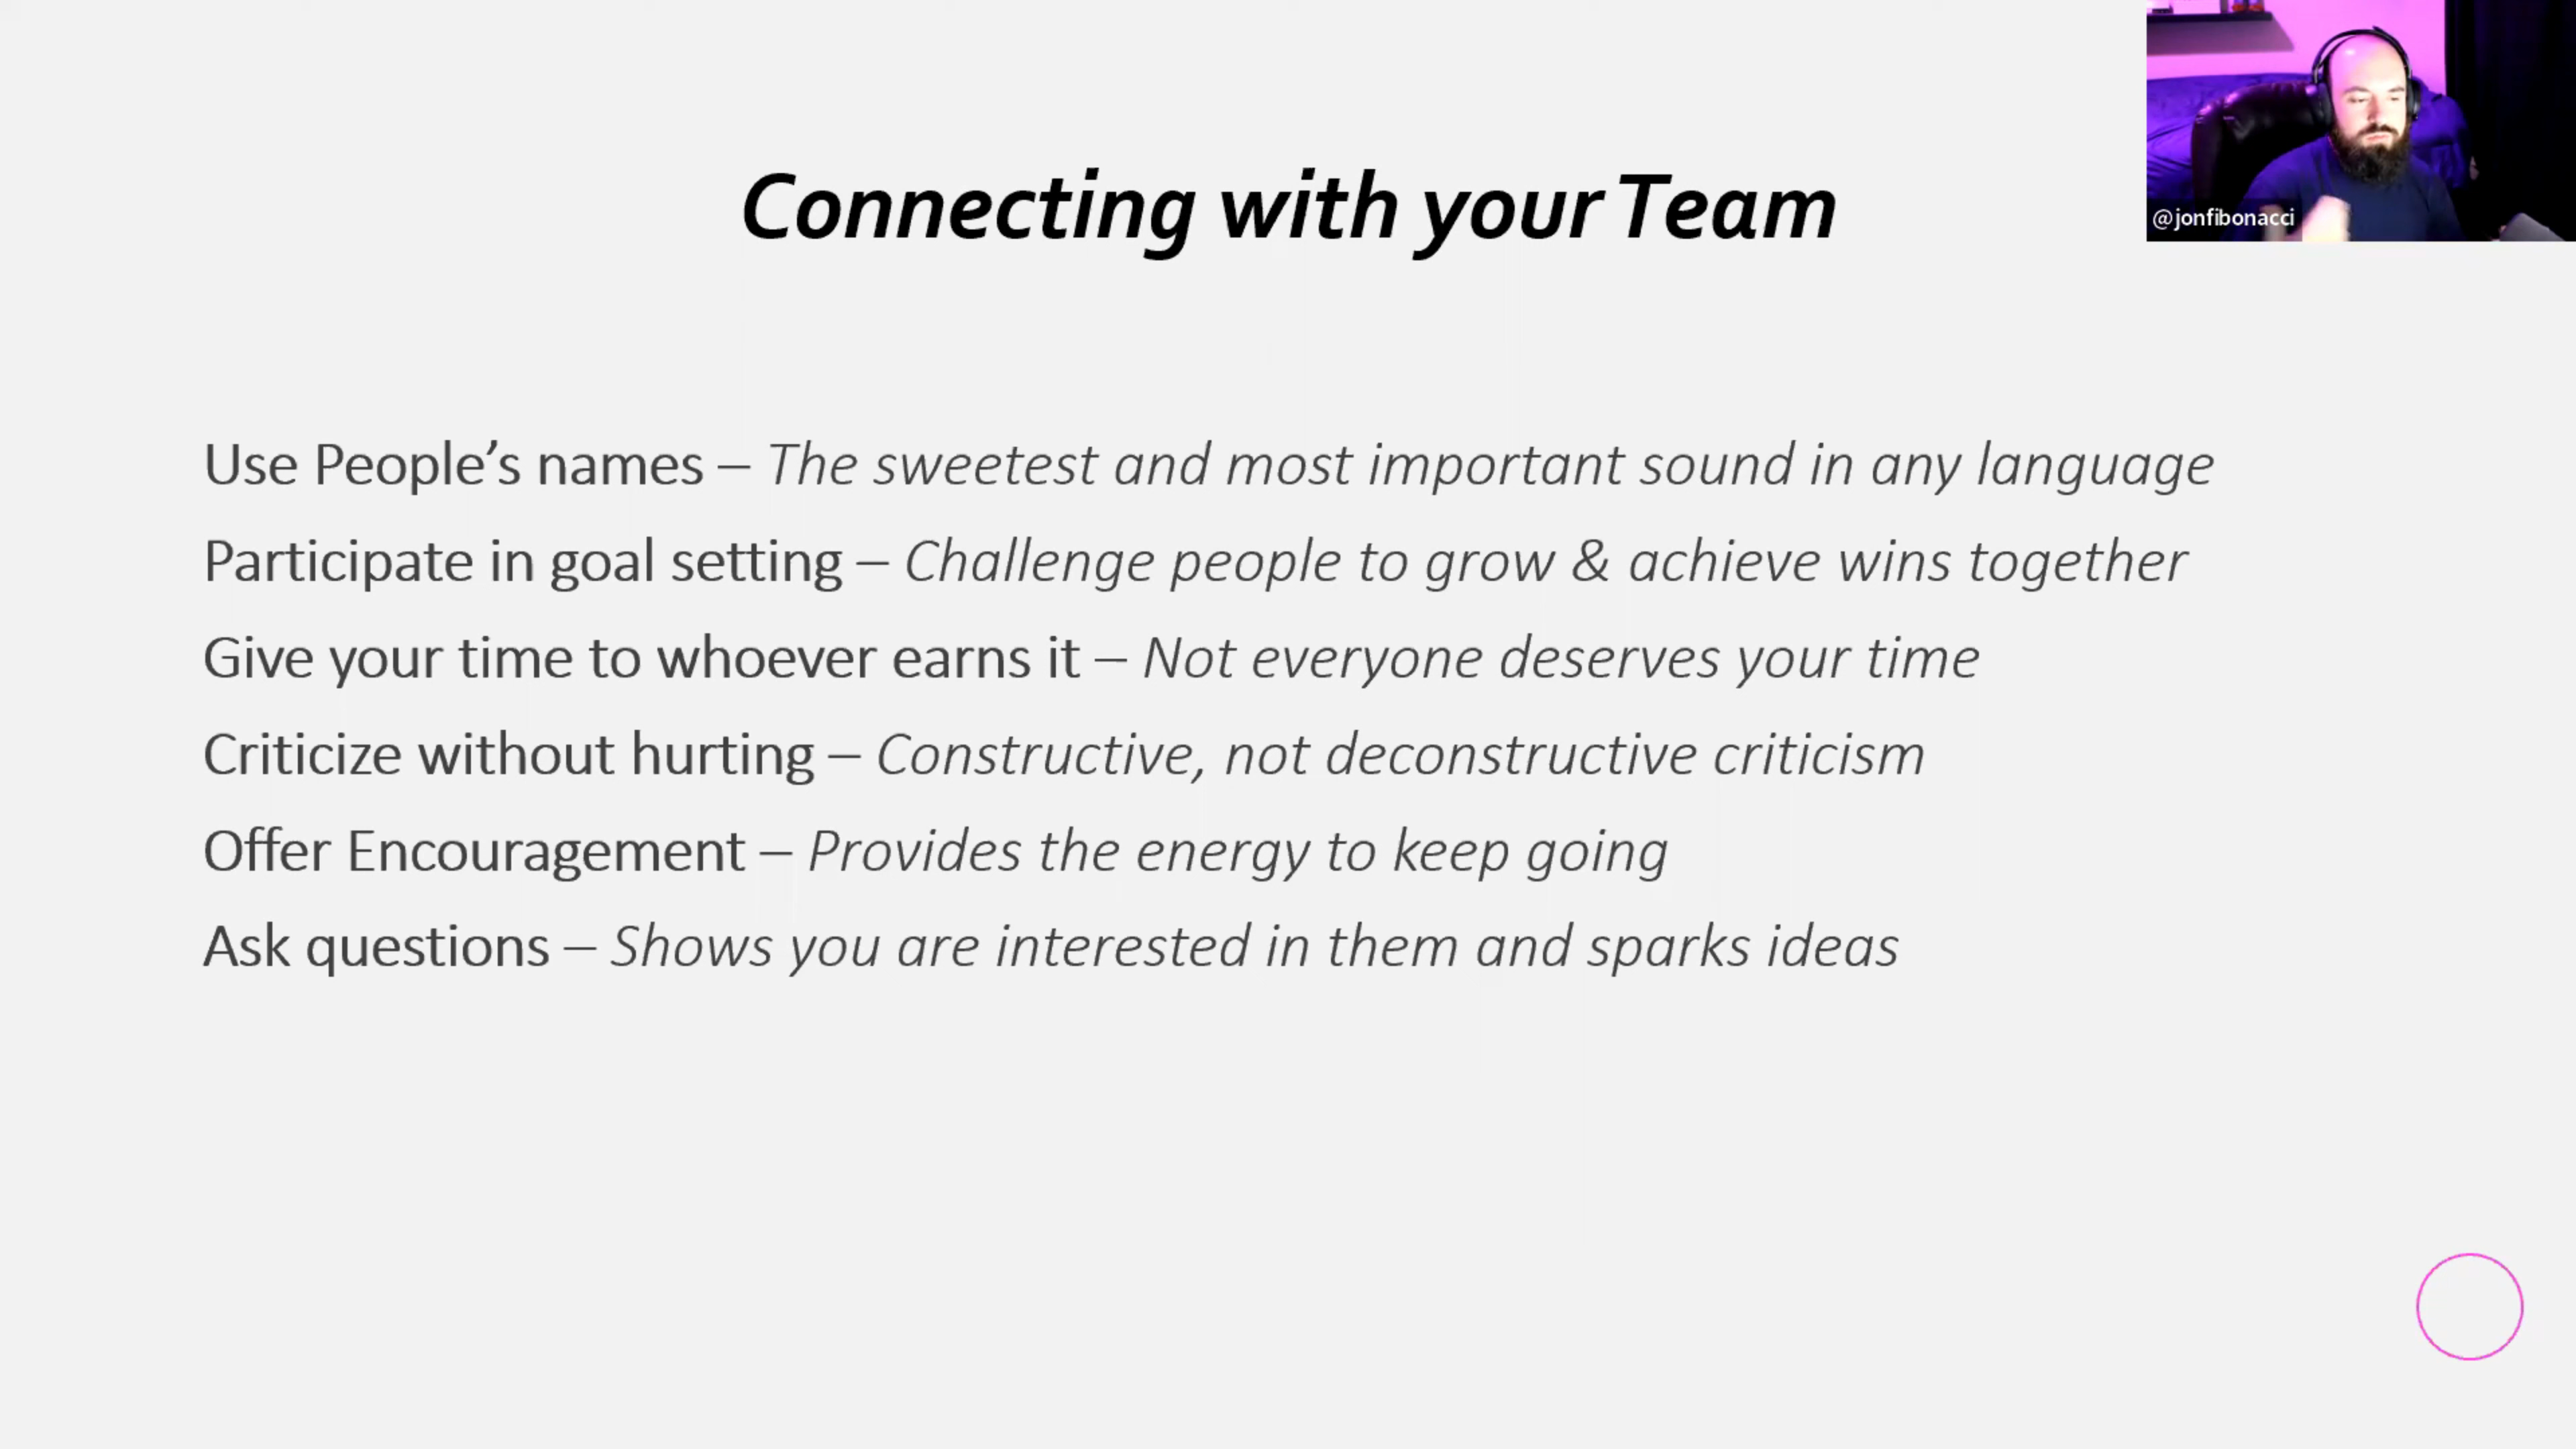 @jonfibonacci
Connecting with your Team
Use People’s names – The sweetest and most important sound in any language
Participate in goal setting – Challenge people to grow & achieve wins together
Give your time to whoever earns it – Not everyone deserves your time
Criticize without hurting – Constructive, not deconstructive criticism
Offer Encouragement – Provides the energy to keep going
Ask questions – Shows you are interested in them and sparks ideas